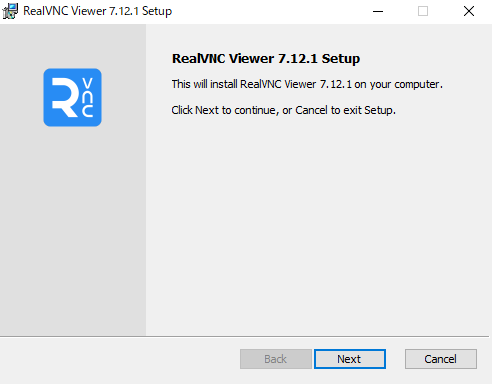 RealVNC Viewer 7.12.1 Setup
RealVNC Viewer 7.12.1 Setup
This will install RealVNC Viewer 7.12.1 on your computer.
Click Next to continue, or Cancel to exit Setup.
R VNC
Back Next Cancel